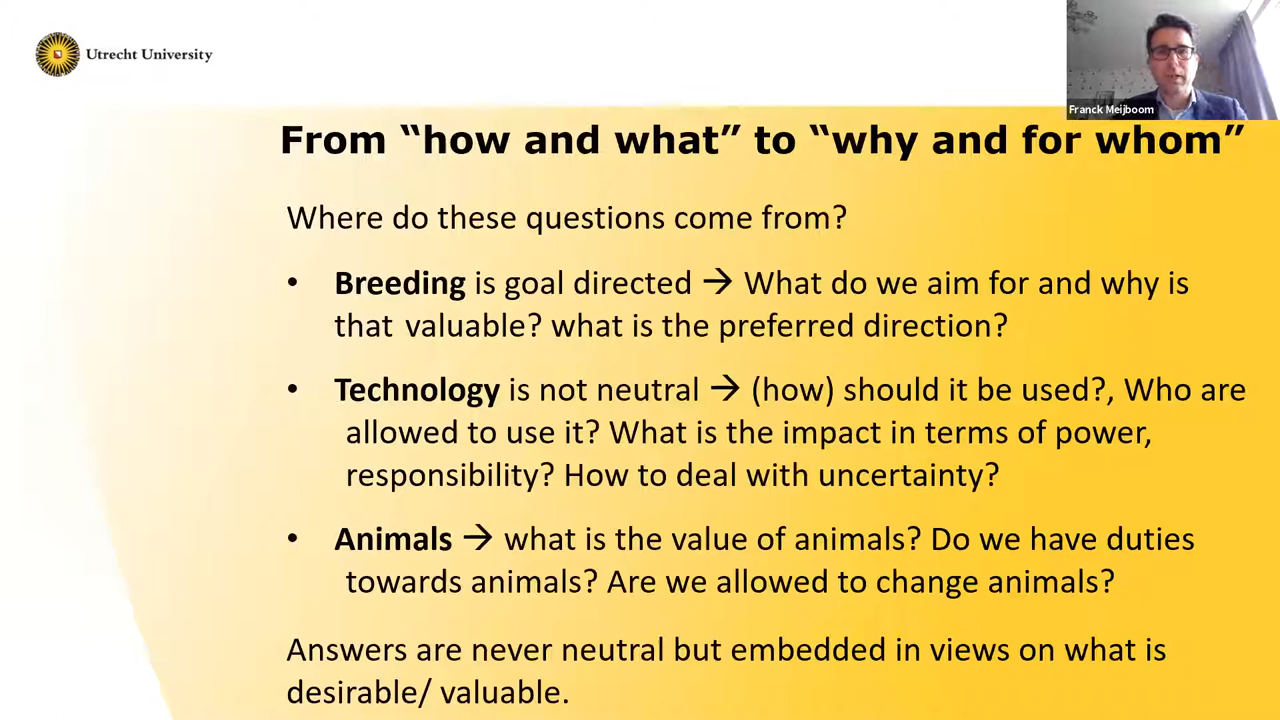 Utrecht University
Franck Meijboom
From “how and what” to “why and for whom”
Where do these questions come from?
• Breeding is goal directed → What do we aim for and why is
that valuable? what is the preferred direction?
• Technology is not neutral → (how) should it be used?, Who are
allowed to use it? What is the impact in terms of power,
responsibility? How to deal with uncertainty?
• Animals → what is the value of animals? Do we have duties
towards animals? Are we allowed to change animals?
Answers are never neutral but embedded in views on what is
desirable/ valuable.